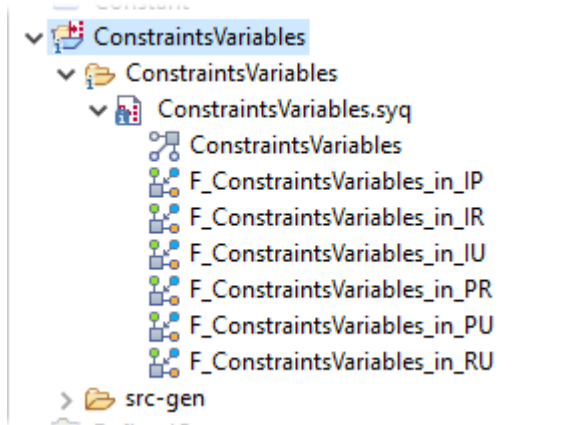 ConstraintsVariables
ConstraintsVariables
ConstraintsVariables.syq
ConstraintsVariables
F_ConstraintsVariables_in_IP
F_ConstraintsVariables_in_IR
F_ConstraintsVariables_in_IU
F_ConstraintsVariables_in_PR
F_ConstraintsVariables_in_PU
F_ConstraintsVariables_in_RU
src-gen